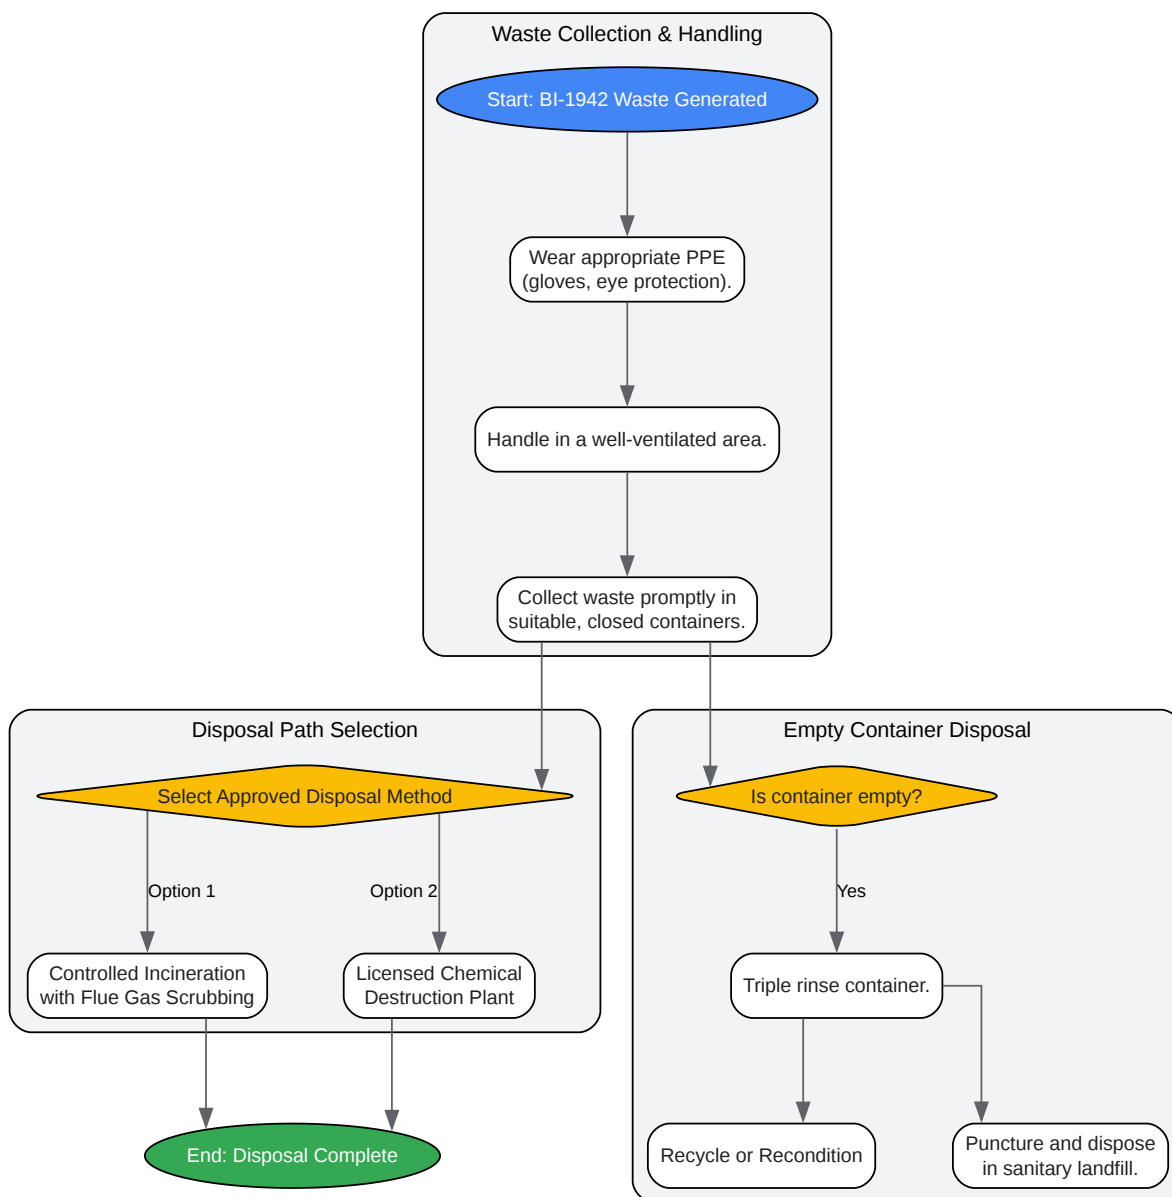 Waste Collection & Handling
Start: BI-1942 Waste Generated
Wear appropriate PPE
(gloves, eye protection).
Handle in a well-ventilated area.
Collect waste promptly in
suitable, closed containers.
Disposal Path Selection
Select Approved Disposal Method
Option 1
Option 2
Controlled Incineration
with Flue Gas Scrubbing
Licensed Chemical
Destruction Plant
End: Disposal Complete
Empty Container Disposal
Is container empty?
Yes
Triple rinse container.
Recycle or Recondition
Puncture and dispose
in sanitary landfill.